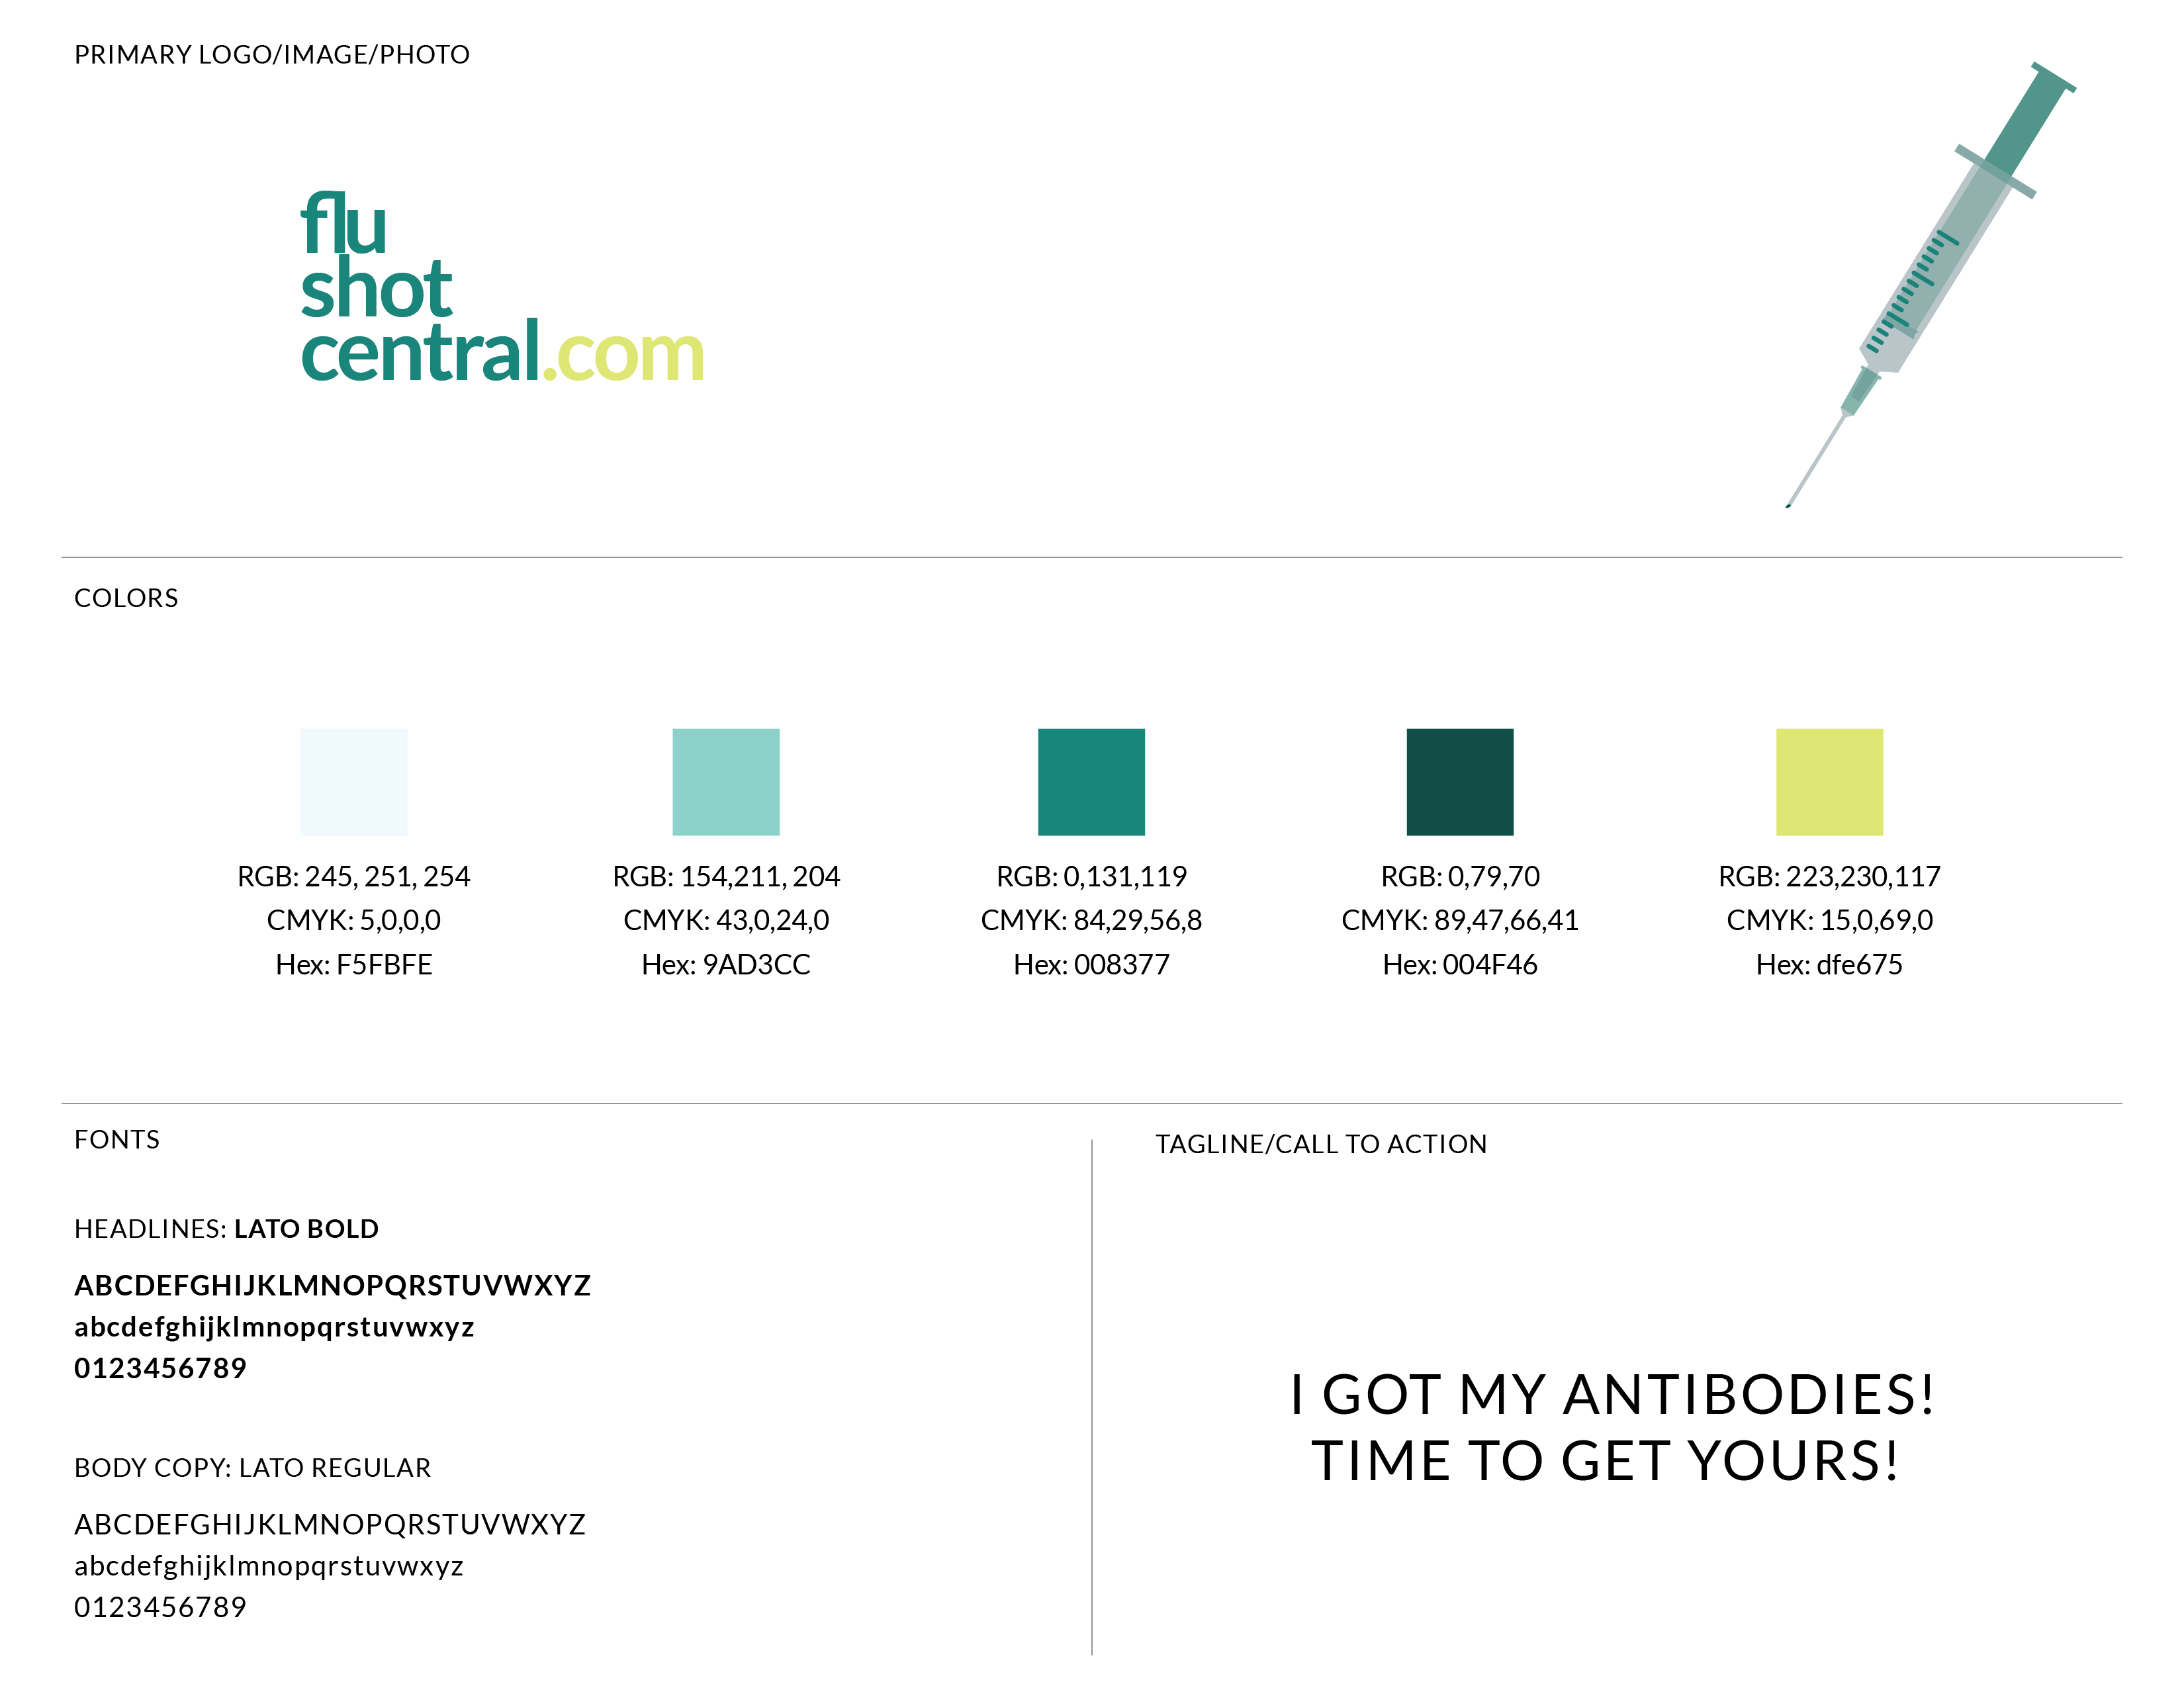 PRIMARY LOGO/IMAGE/PHOTO
flu
shot
central.com
COLORS
RGB: 245, 251, 254
CMYK: 5,0,0,0
Hex: F5FBFE
RGB: 154,211, 204
CMYK: 43,0,24,0
Hex: 9AD3CC
RGB: 0,131,119
CMYK: 84,29,56,8
Hex: 008377
RGB: 0,79,70
CMYK: 89,47,66,41
Hex: 004F46
RGB: 223,230,117
CMYK: 15,0,69,0
Hex: dfe675
FONTS
HEADLINES: LATO BOLD
ABCDEFGHIJKLMNOPQRSTUVWXYZ
abcdefghijklmnopqrstuvwxyz
0123456789
BODY COPY: LATO REGULAR
ABCDEFGHIJKLMNOPQRSTUVWXYZ
abcdefghijklmnopqrstuvwxyz
0123456789
TAGLINE/CALL TO ACTION
I GOT MY ANTIBODIES!
TIME TO GET YOURS!